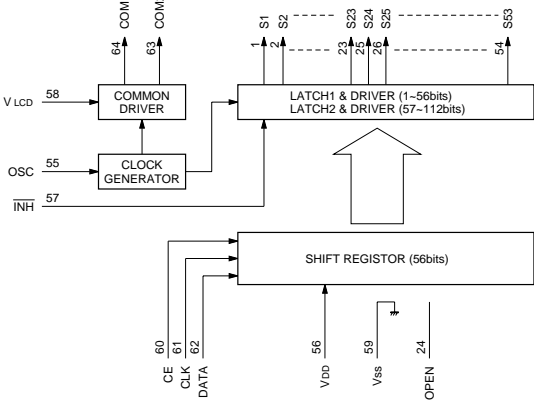 COM
COM
64
63
S1
S2
S23
S24
S25
S53
1
2
23
25
26
54
V LCD
58
COMMON
DRIVER
LATCH1 & DRIVER (1~56bits)
LATCH2 & DRIVER (57~112bits)
OSC
55
CLOCK
GENERATOR
INH
57
SHIFT REGISTOR (56bits)
60
61
62
56
59
24
CE
CLK
DATA
VDD
Vss
OPEN